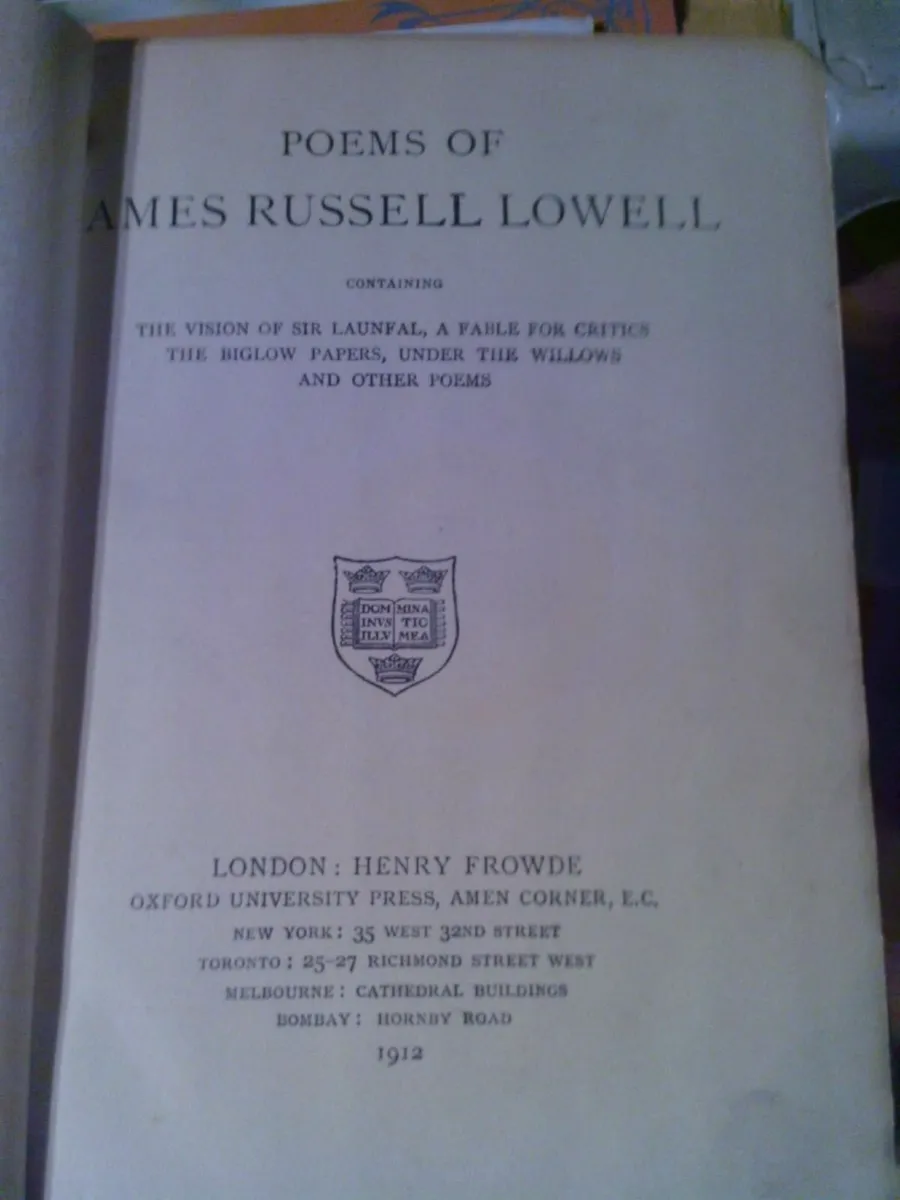 POEMS OF
AMES RUSSELL LOWELL
CONTAINING
THE VISION OF SIR LAUNFAL, A FABLE FOR CRITICS
THE BIGLOW PAPERS, UNDER THE WILLOWS
AND OTHER POEMS
DOM MINA
INVS TIO
ILLV MEA
LONDON: HENRY FROWDE
OXFORD UNIVERSITY PRESS, AMEN CORNER, E.C.
NEW YORK: 35 WEST 32ND STREET
TORONTO: 25-27 RICHMOND STREET WEST
MELBOURNE: CATHEDRAL BUILDINGS
BOMBAY: HORNBY ROAD
1912